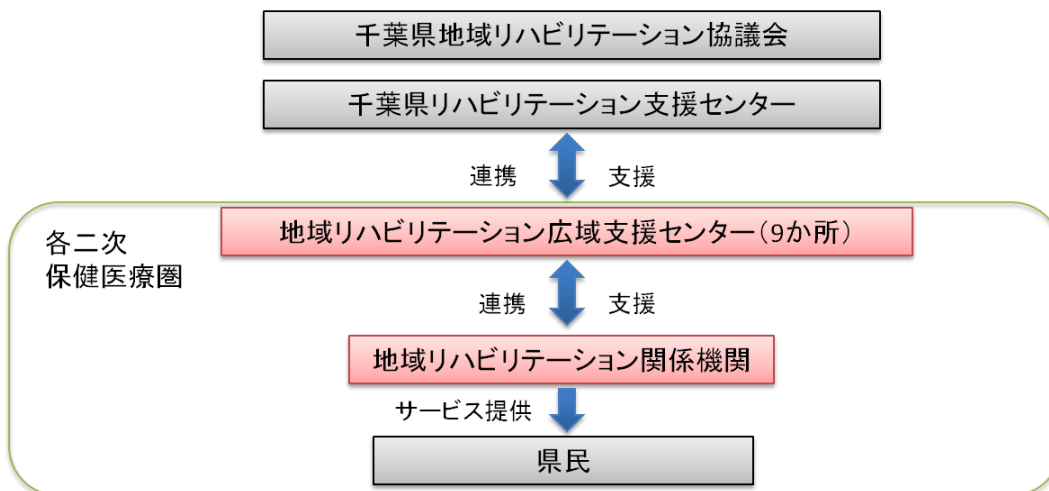 千葉県地域リハビリテーション協議会
千葉県リハビリテーション支援センター
連携 支援
地域リハビリテーション広域支援センター（9か所）
各二次
保健医療圏
連携 支援
地域リハビリテーション関係機関
サービス提供
県民